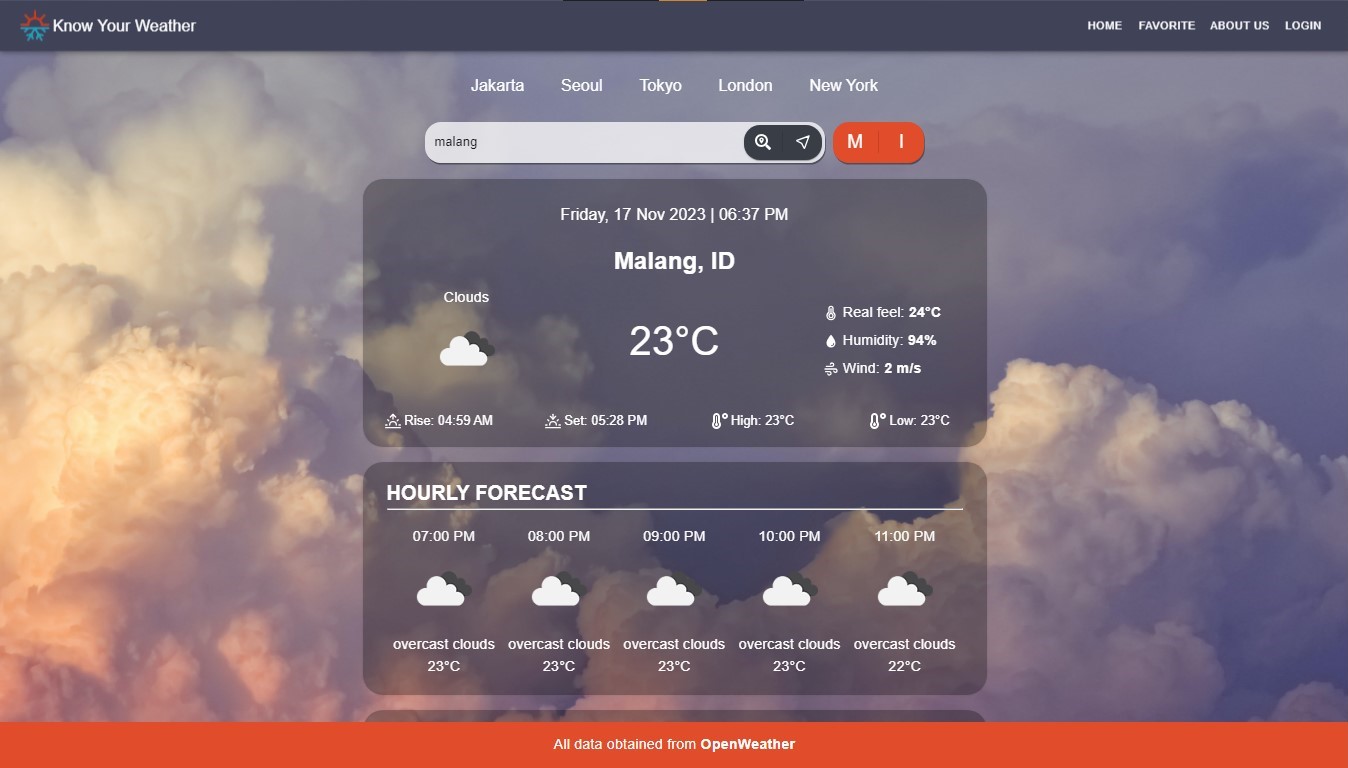 Know Your Weather
HOME FAVORITE ABOUT US LOGIN
Jakarta Seoul Tokyo London New York
malang
M I
Friday, 17 Nov 2023 | 06:37 PM
Malang, ID
Clouds
23°C
Real feel: 24°C
Humidity: 94%
Wind: 2 m/s
Rise: 04:59 AM Set: 05:28 PM High: 23°C Low: 23°C
HOURLY FORECAST
07:00 PM 08:00 PM 09:00 PM 10:00 PM 11:00 PM
overcast clouds overcast clouds overcast clouds overcast clouds overcast clouds
23°C 23°C 23°C 23°C 22°C
All data obtained from OpenWeather